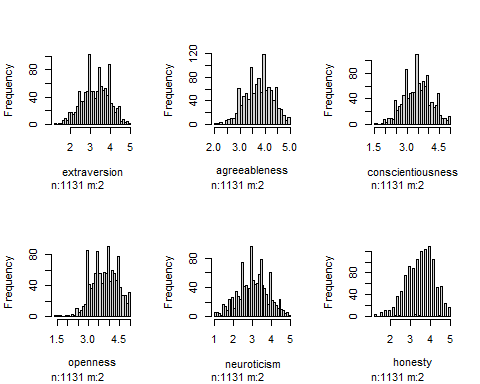 Frequency
0 40 80
2 3 4 5
extraversion
n:1131 m:2
Frequency
0 40 80 120
2.0 3.0 4.0 5.0
agreeableness
n:1131 m:2
Frequency
0 40 80
1.5 3.0 4.5
conscientiousness
n:1131 m:2
Frequency
0 40 80
1.5 3.0 4.5
openness
n:1131 m:2
Frequency
0 40 80
1 2 3 4 5
neuroticism
n:1131 m:2
Frequency
0 40 100
2 3 4 5
honesty
n:1131 m:2